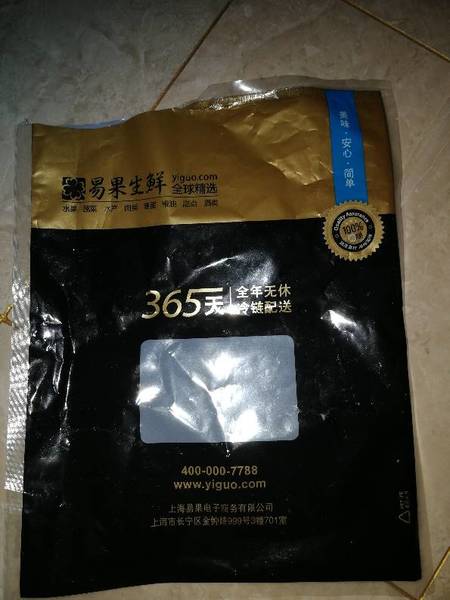 美味·安心·简单
易果生鲜
yiguo.com
全球精选
水果 蔬菜 水产 肉类 禽蛋 粮油 甜点 酒类
Quality Assurance
100%
365天
全年无休
冷链配送
400-000-7788
www.yiguo.com
上海易果电子商务有限公司
上海市长宁区金钟路999号3幢701室